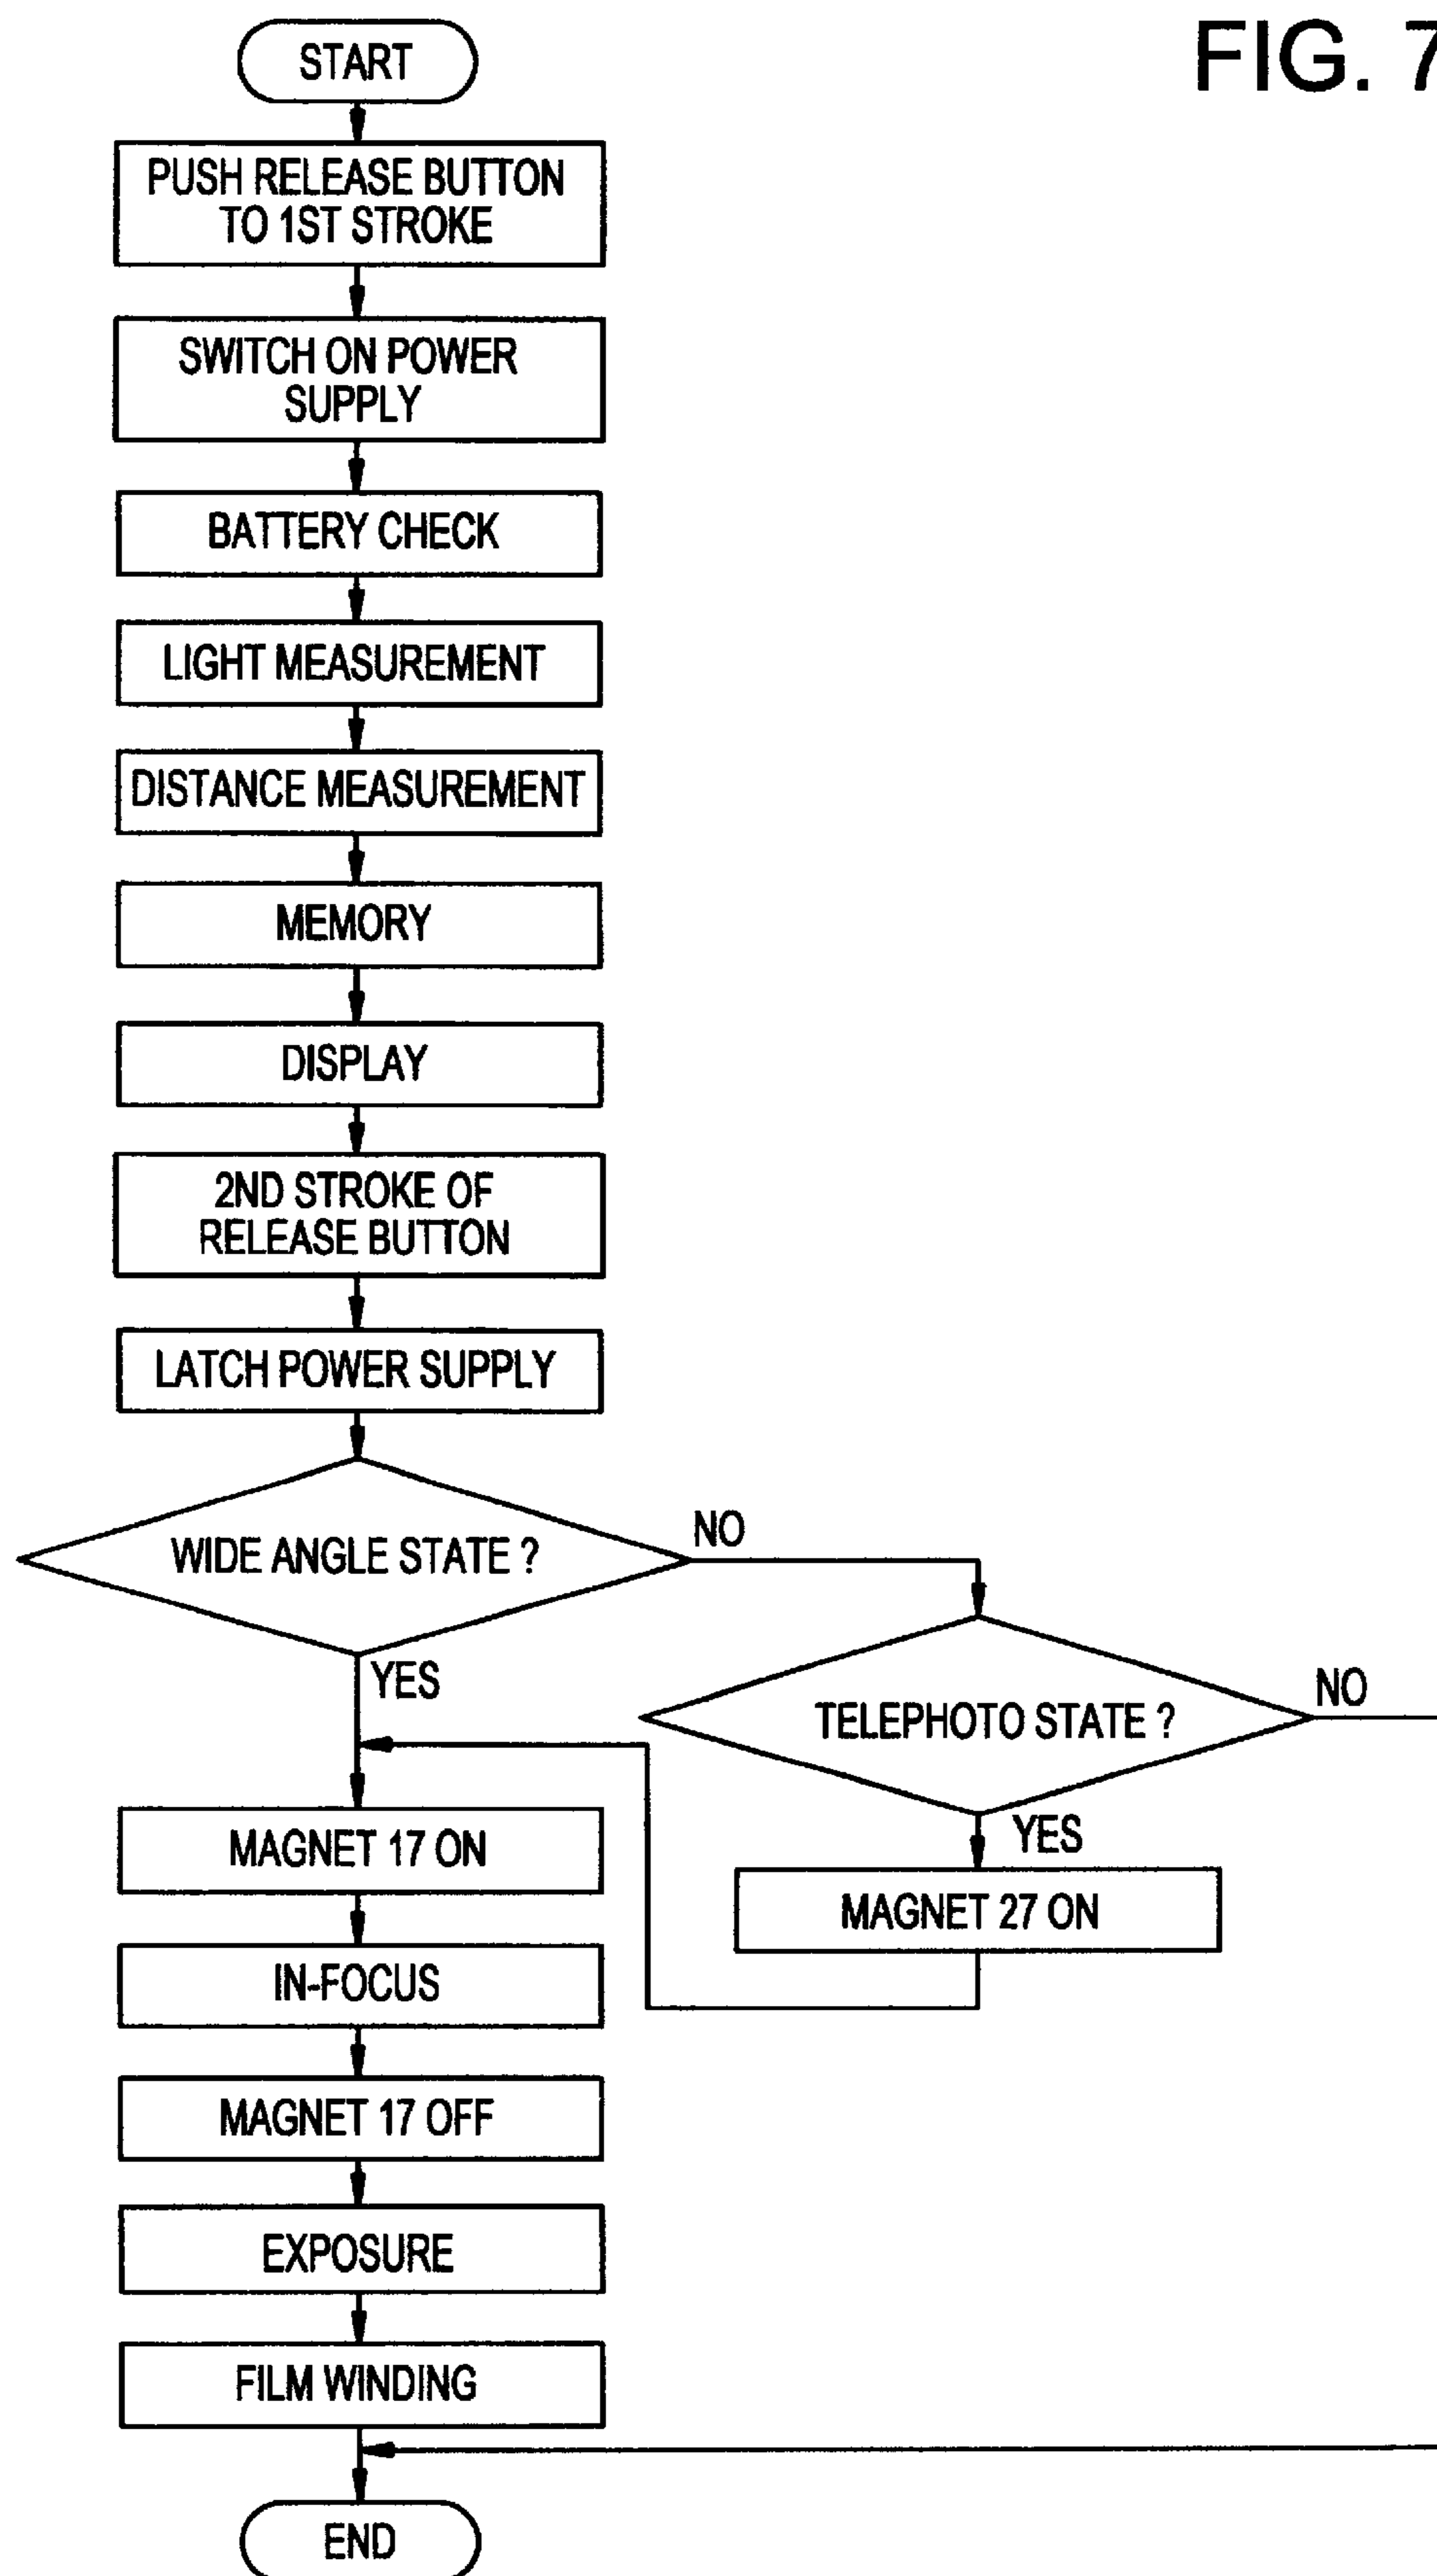 FIG. 7
START
PUSH RELEASE BUTTON
TO 1ST STROKE
SWITCH ON POWER
SUPPLY
BATTERY CHECK
LIGHT MEASUREMENT
DISTANCE MEASUREMENT
MEMORY
DISPLAY
2ND STROKE OF
RELEASE BUTTON
LATCH POWER SUPPLY
WIDE ANGLE STATE ?
NO
YES
TELEPHOTO STATE ?
NO
YES
MAGNET 27 ON
MAGNET 17 ON
IN-FOCUS
MAGNET 17 OFF
EXPOSURE
FILM WINDING
END